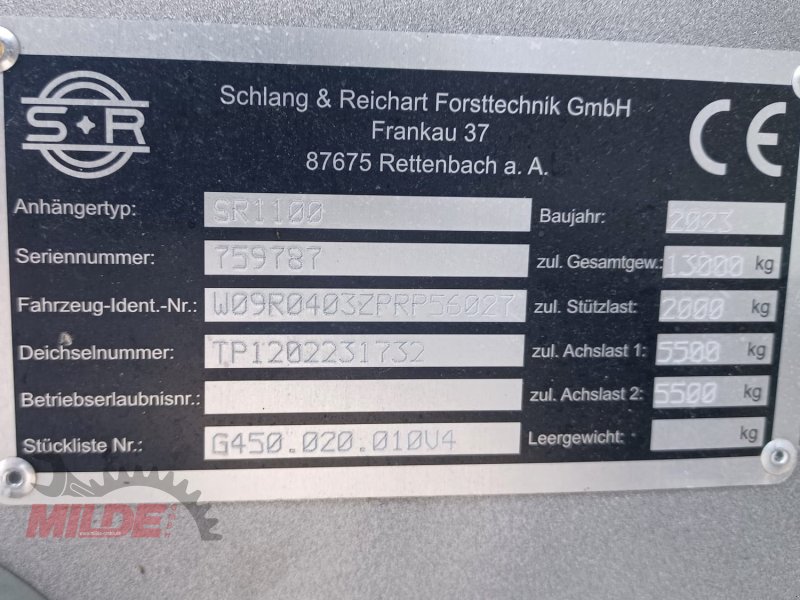 S+R
Schlang & Reichart Forsttechnik GmbH
Frankau 37
87675 Rettenbach a. A.
CE
Anhängertyp: SR1100
Baujahr: 2023
Seriennummer: 759787
zul. Gesamtgew.: 13000 kg
Fahrzeug-Ident.-Nr.: W09R0403ZPRP56027
zul. Stützlast: 2000 kg
Deichselnummer: TP1202231732
zul. Achslast 1: 5500 kg
Betriebserlaubnisnr.:
zul. Achslast 2: 5500 kg
Stückliste Nr.: G450.020.010V4
Leergewicht: kg
MILDE